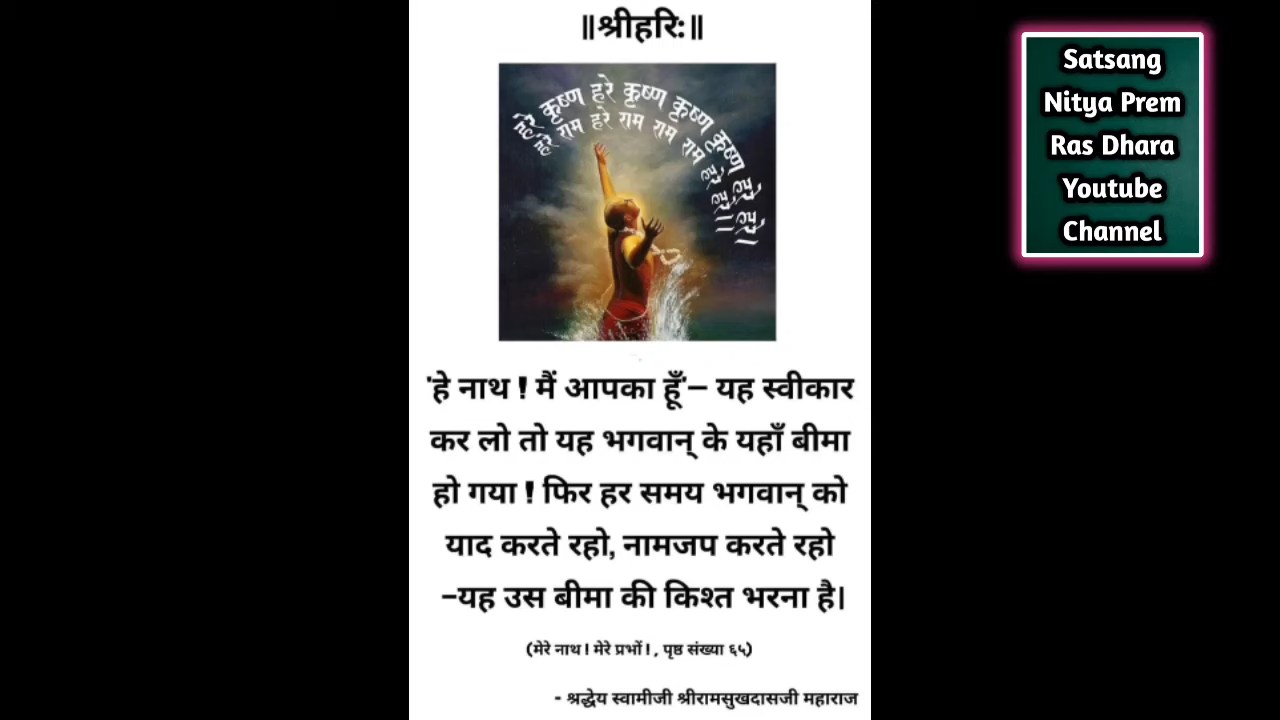 ॥श्रीहरिः॥
हरे कृष्ण हरे कृष्ण कृष्ण कृष्ण हरे हरे।
हरे राम हरे राम राम राम हरे हरे।।
'हे नाथ ! मैं आपका हूँ'– यह स्वीकार
कर लो तो यह भगवान् के यहाँ बीमा
हो गया ! फिर हर समय भगवान् को
याद करते रहो, नामजप करते रहो
–यह उस बीमा की किश्त भरना है।
(मेरे नाथ ! मेरे प्रभों ! , पृष्ठ संख्या ६५)
- श्रद्धेय स्वामीजी श्रीरामसुखदासजी महाराज
Satsang
Nitya Prem
Ras Dhara
Youtube
Channel